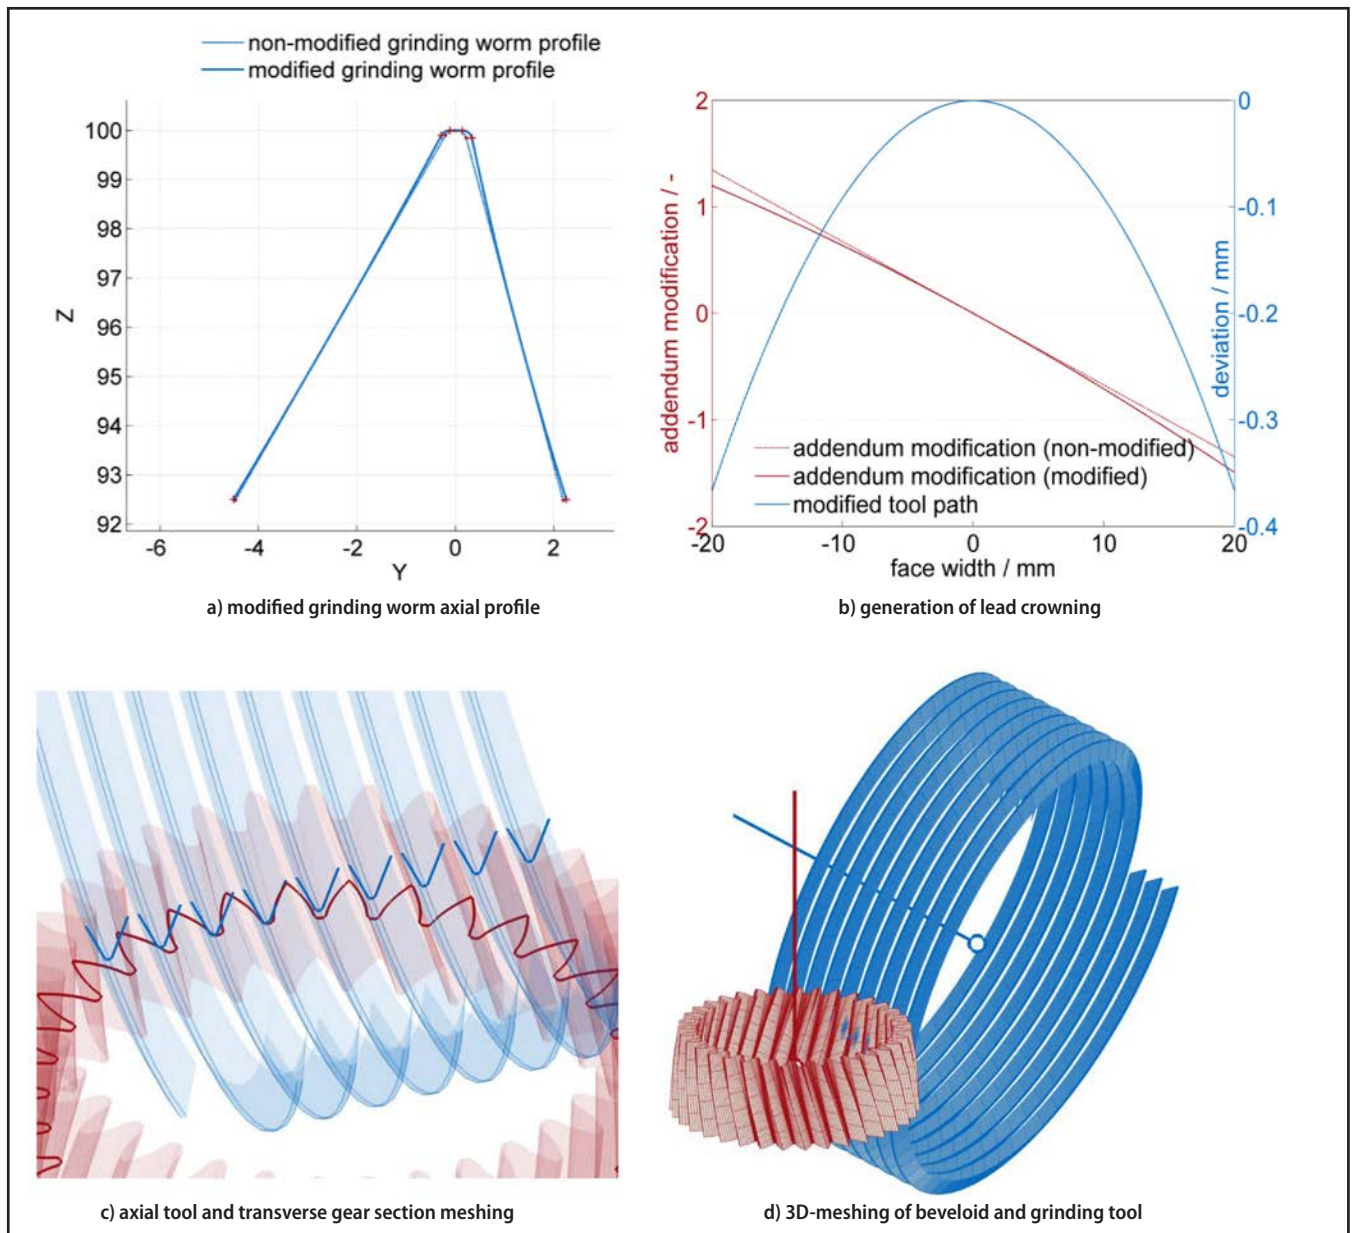 non-modified grinding worm profile
modified grinding worm profile
100
99
98
97
96
95
94
93
92
Z
-6
-4
-2
0
2
Y
a) modified grinding worm axial profile
2
1
0
-1
-2
addendum modification / -
0
-0.1
-0.2
-0.3
-0.4
deviation / mm
addendum modification (non-modified)
addendum modification (modified)
modified tool path
-20
-10
0
10
20
face width / mm
b) generation of lead crowning
c) axial tool and transverse gear section meshing
d) 3D-meshing of beveloid and grinding tool